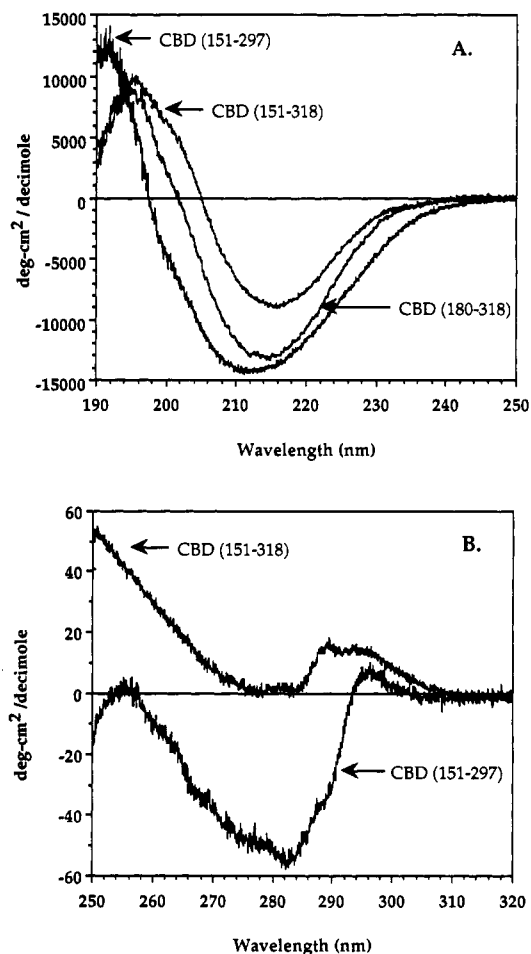 A.
CBD (151-297)
CBD (151-318)
CBD (180-318)
deg-cm² / decimole
15000
10000
5000
0
-5000
-10000
-15000
190 200 210 220 230 240 250
Wavelength (nm)
B.
CBD (151-318)
CBD (151-297)
deg-cm² /decimole
60
40
20
0
-20
-40
-60
250 260 270 280 290 300 310 320
Wavelength (nm)